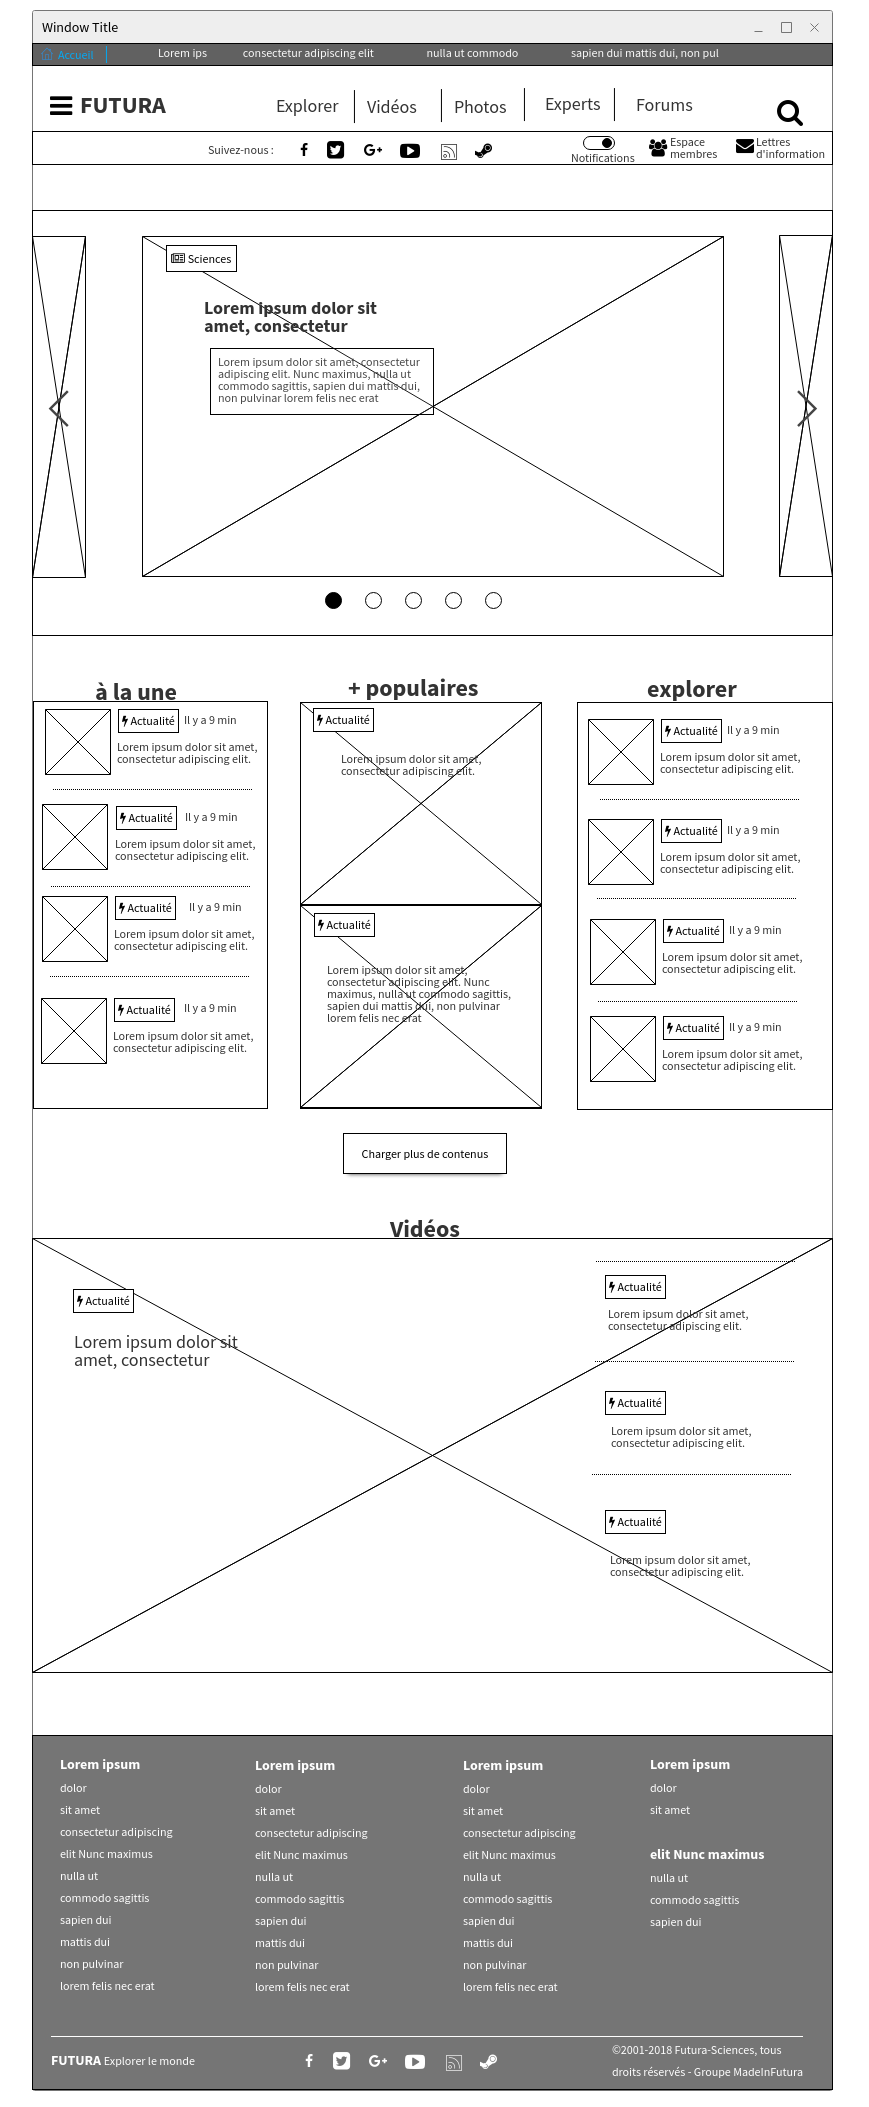 Window Title
Accueil
Lorem ips
consectetur adipiscing elit
nulla ut commodo
sapien dui mattis dui, non pul
FUTURA
Explorer
Vidéos
Photos
Experts
Forums
Suivez-nous :
Notifications
Espace
membres
Lettres
d'information
Sciences
Lorem ipsum dolor sit
amet, consectetur
Lorem ipsum dolor sit amet, consectetur
adipiscing elit. Nunc maximus, nulla ut
commodo sagittis, sapien dui mattis dui,
non pulvinar lorem felis nec erat
à la une
Actualité
Il y a 9 min
Lorem ipsum dolor sit amet,
consectetur adipiscing elit.
Actualité
Il y a 9 min
Lorem ipsum dolor sit amet,
consectetur adipiscing elit.
Actualité
Il y a 9 min
Lorem ipsum dolor sit amet,
consectetur adipiscing elit.
Actualité
Il y a 9 min
Lorem ipsum dolor sit amet,
consectetur adipiscing elit.
+ populaires
Actualité
Lorem ipsum dolor sit amet,
consectetur adipiscing elit.
Actualité
Lorem ipsum dolor sit amet,
consectetur adipiscing elit. Nunc
maximus, nulla ut commodo sagittis,
sapien dui mattis dui, non pulvinar
lorem felis nec erat
explorer
Actualité
Il y a 9 min
Lorem ipsum dolor sit amet,
consectetur adipiscing elit.
Actualité
Il y a 9 min
Lorem ipsum dolor sit amet,
consectetur adipiscing elit.
Actualité
Il y a 9 min
Lorem ipsum dolor sit amet,
consectetur adipiscing elit.
Actualité
Il y a 9 min
Lorem ipsum dolor sit amet,
consectetur adipiscing elit.
Charger plus de contenus
Vidéos
Actualité
Lorem ipsum dolor sit
amet, consectetur
Actualité
Lorem ipsum dolor sit amet,
consectetur adipiscing elit.
Actualité
Lorem ipsum dolor sit amet,
consectetur adipiscing elit.
Actualité
Lorem ipsum dolor sit amet,
consectetur adipiscing elit.
Lorem ipsum
dolor
sit amet
consectetur adipiscing
elit Nunc maximus
nulla ut
commodo sagittis
sapien dui
mattis dui
non pulvinar
lorem felis nec erat
Lorem ipsum
dolor
sit amet
consectetur adipiscing
elit Nunc maximus
nulla ut
commodo sagittis
sapien dui
mattis dui
non pulvinar
lorem felis nec erat
Lorem ipsum
dolor
sit amet
consectetur adipiscing
elit Nunc maximus
nulla ut
commodo sagittis
sapien dui
mattis dui
non pulvinar
lorem felis nec erat
Lorem ipsum
dolor
sit amet
elit Nunc maximus
nulla ut
commodo sagittis
sapien dui
FUTURA Explorer le monde
©2001-2018 Futura-Sciences, tous
droits réservés - Groupe MadeInFutura